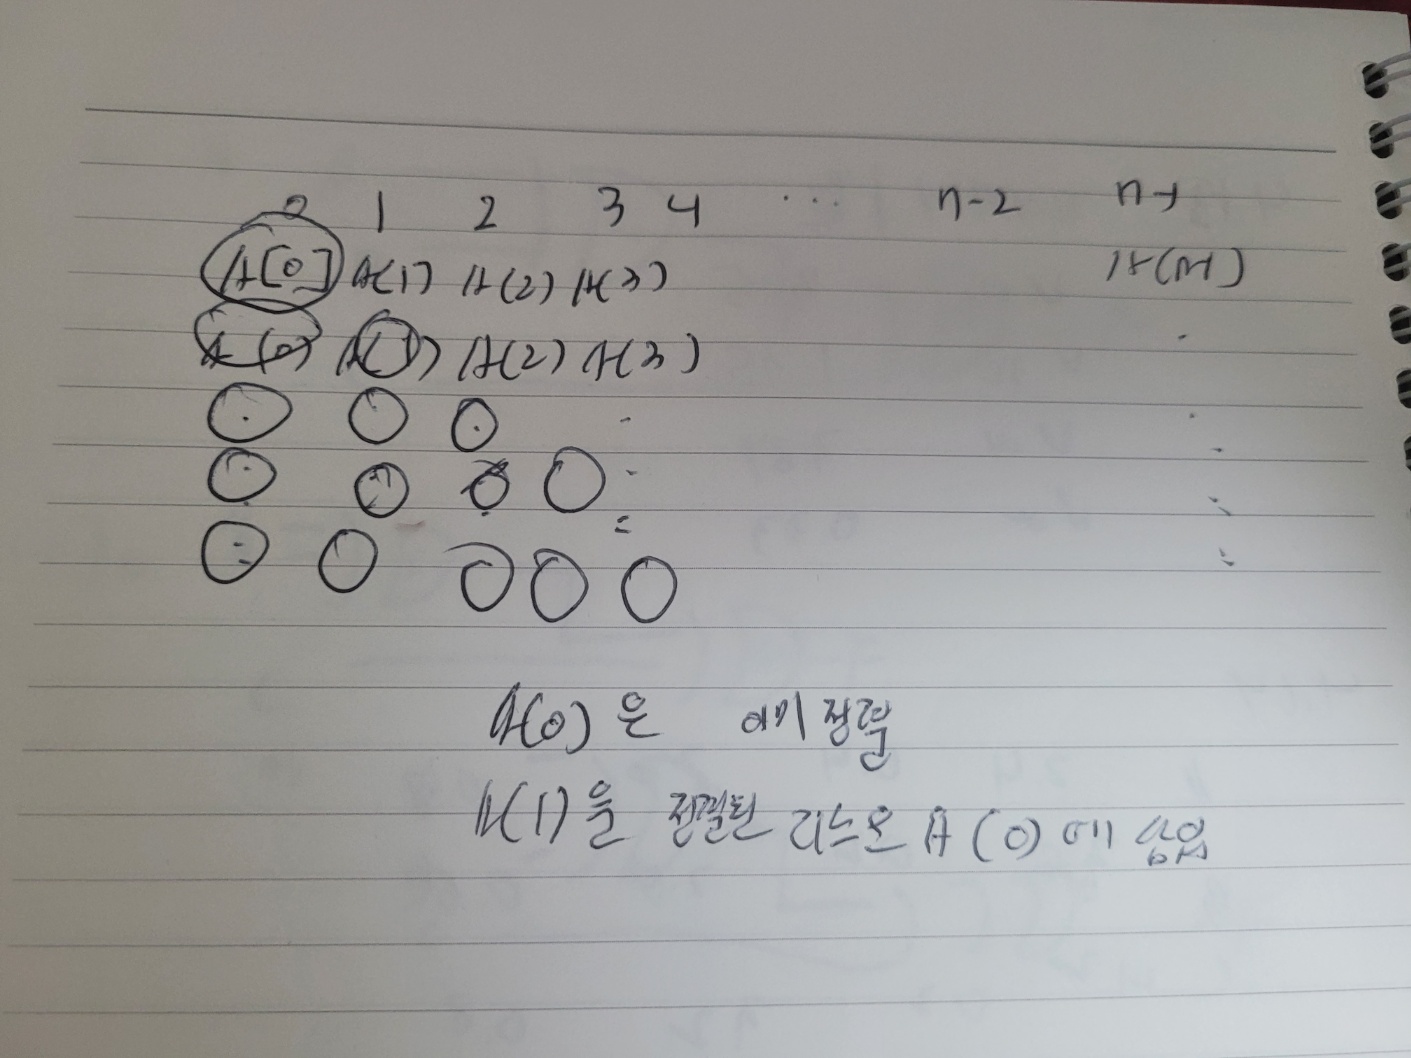 0 1 2 3 4 ... n-2 n-1
A[0] A(1) A(2) A(3) A(n-1)
A(0) A(1) A(2) A(3)
A(0)은 이미 정렬
A(1)을 정렬된 리스트 A(0)에 삽입